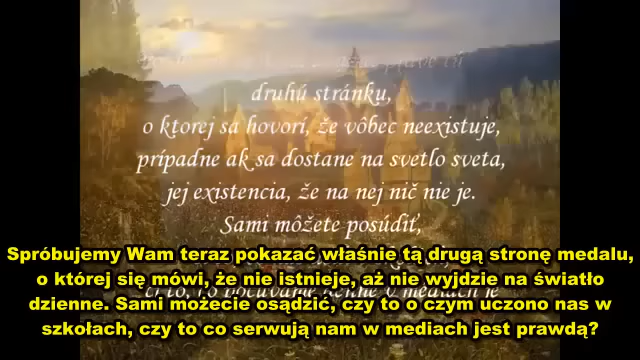 druhú stránku,
o ktorej sa hovorí, že vôbec neexistuje,
prípadne ak sa dostane na svetlo sveta,
jej existencia, že na nej nič nie je.
Sami môžete posúdiť,
Spróbujemy Wam teraz pokazać właśnie tą drugą stronę medalu,
o której się mówi, że nie istnieje, aż nie wyjdzie na światło
dzienne. Sami możecie osądzić, czy to o czym uczono nas w
szkołach, czy to co serwują nam w mediach jest prawdą?